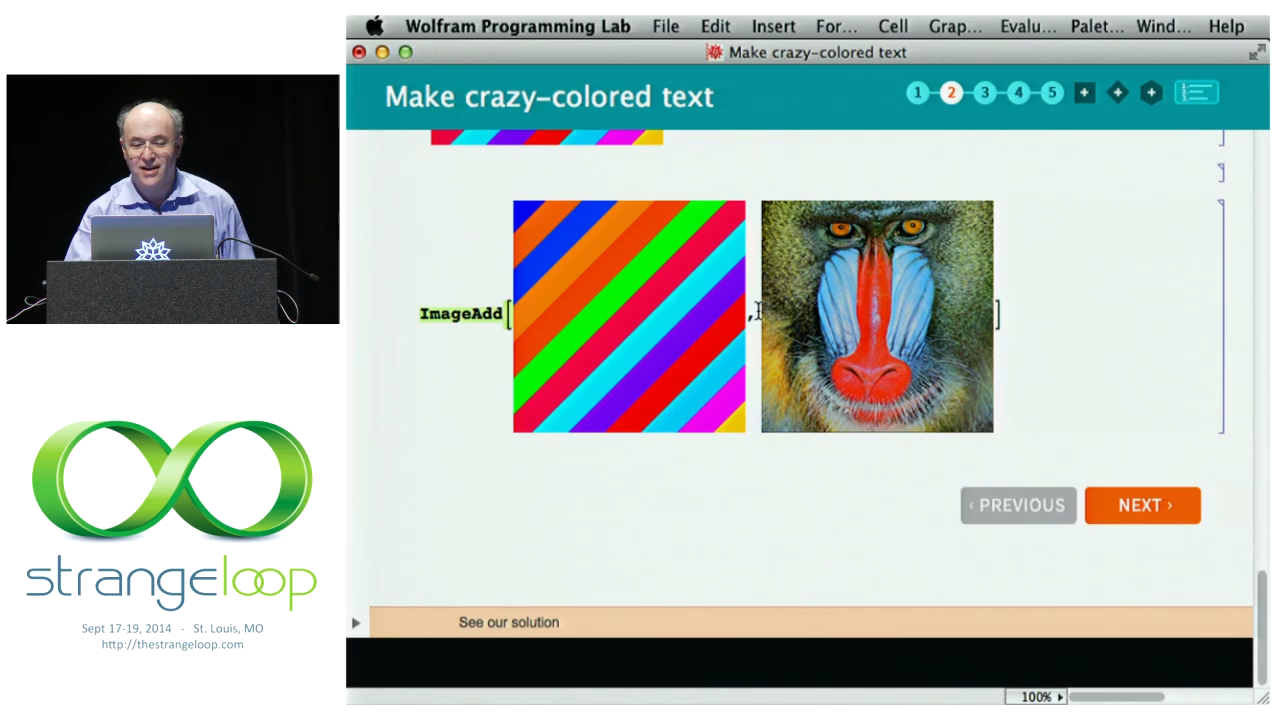 Wolfram Programming Lab File Edit Insert For... Cell Grap... Evalu... Palet... Wind... Help
Make crazy-colored text
Make crazy-colored text
1 2 3 4 5
ImageAdd[ , ]
‹ PREVIOUS NEXT ›
See our solution
100%
strangeloop
Sept 17-19, 2014 - St. Louis, MO
http://thestrangeloop.com